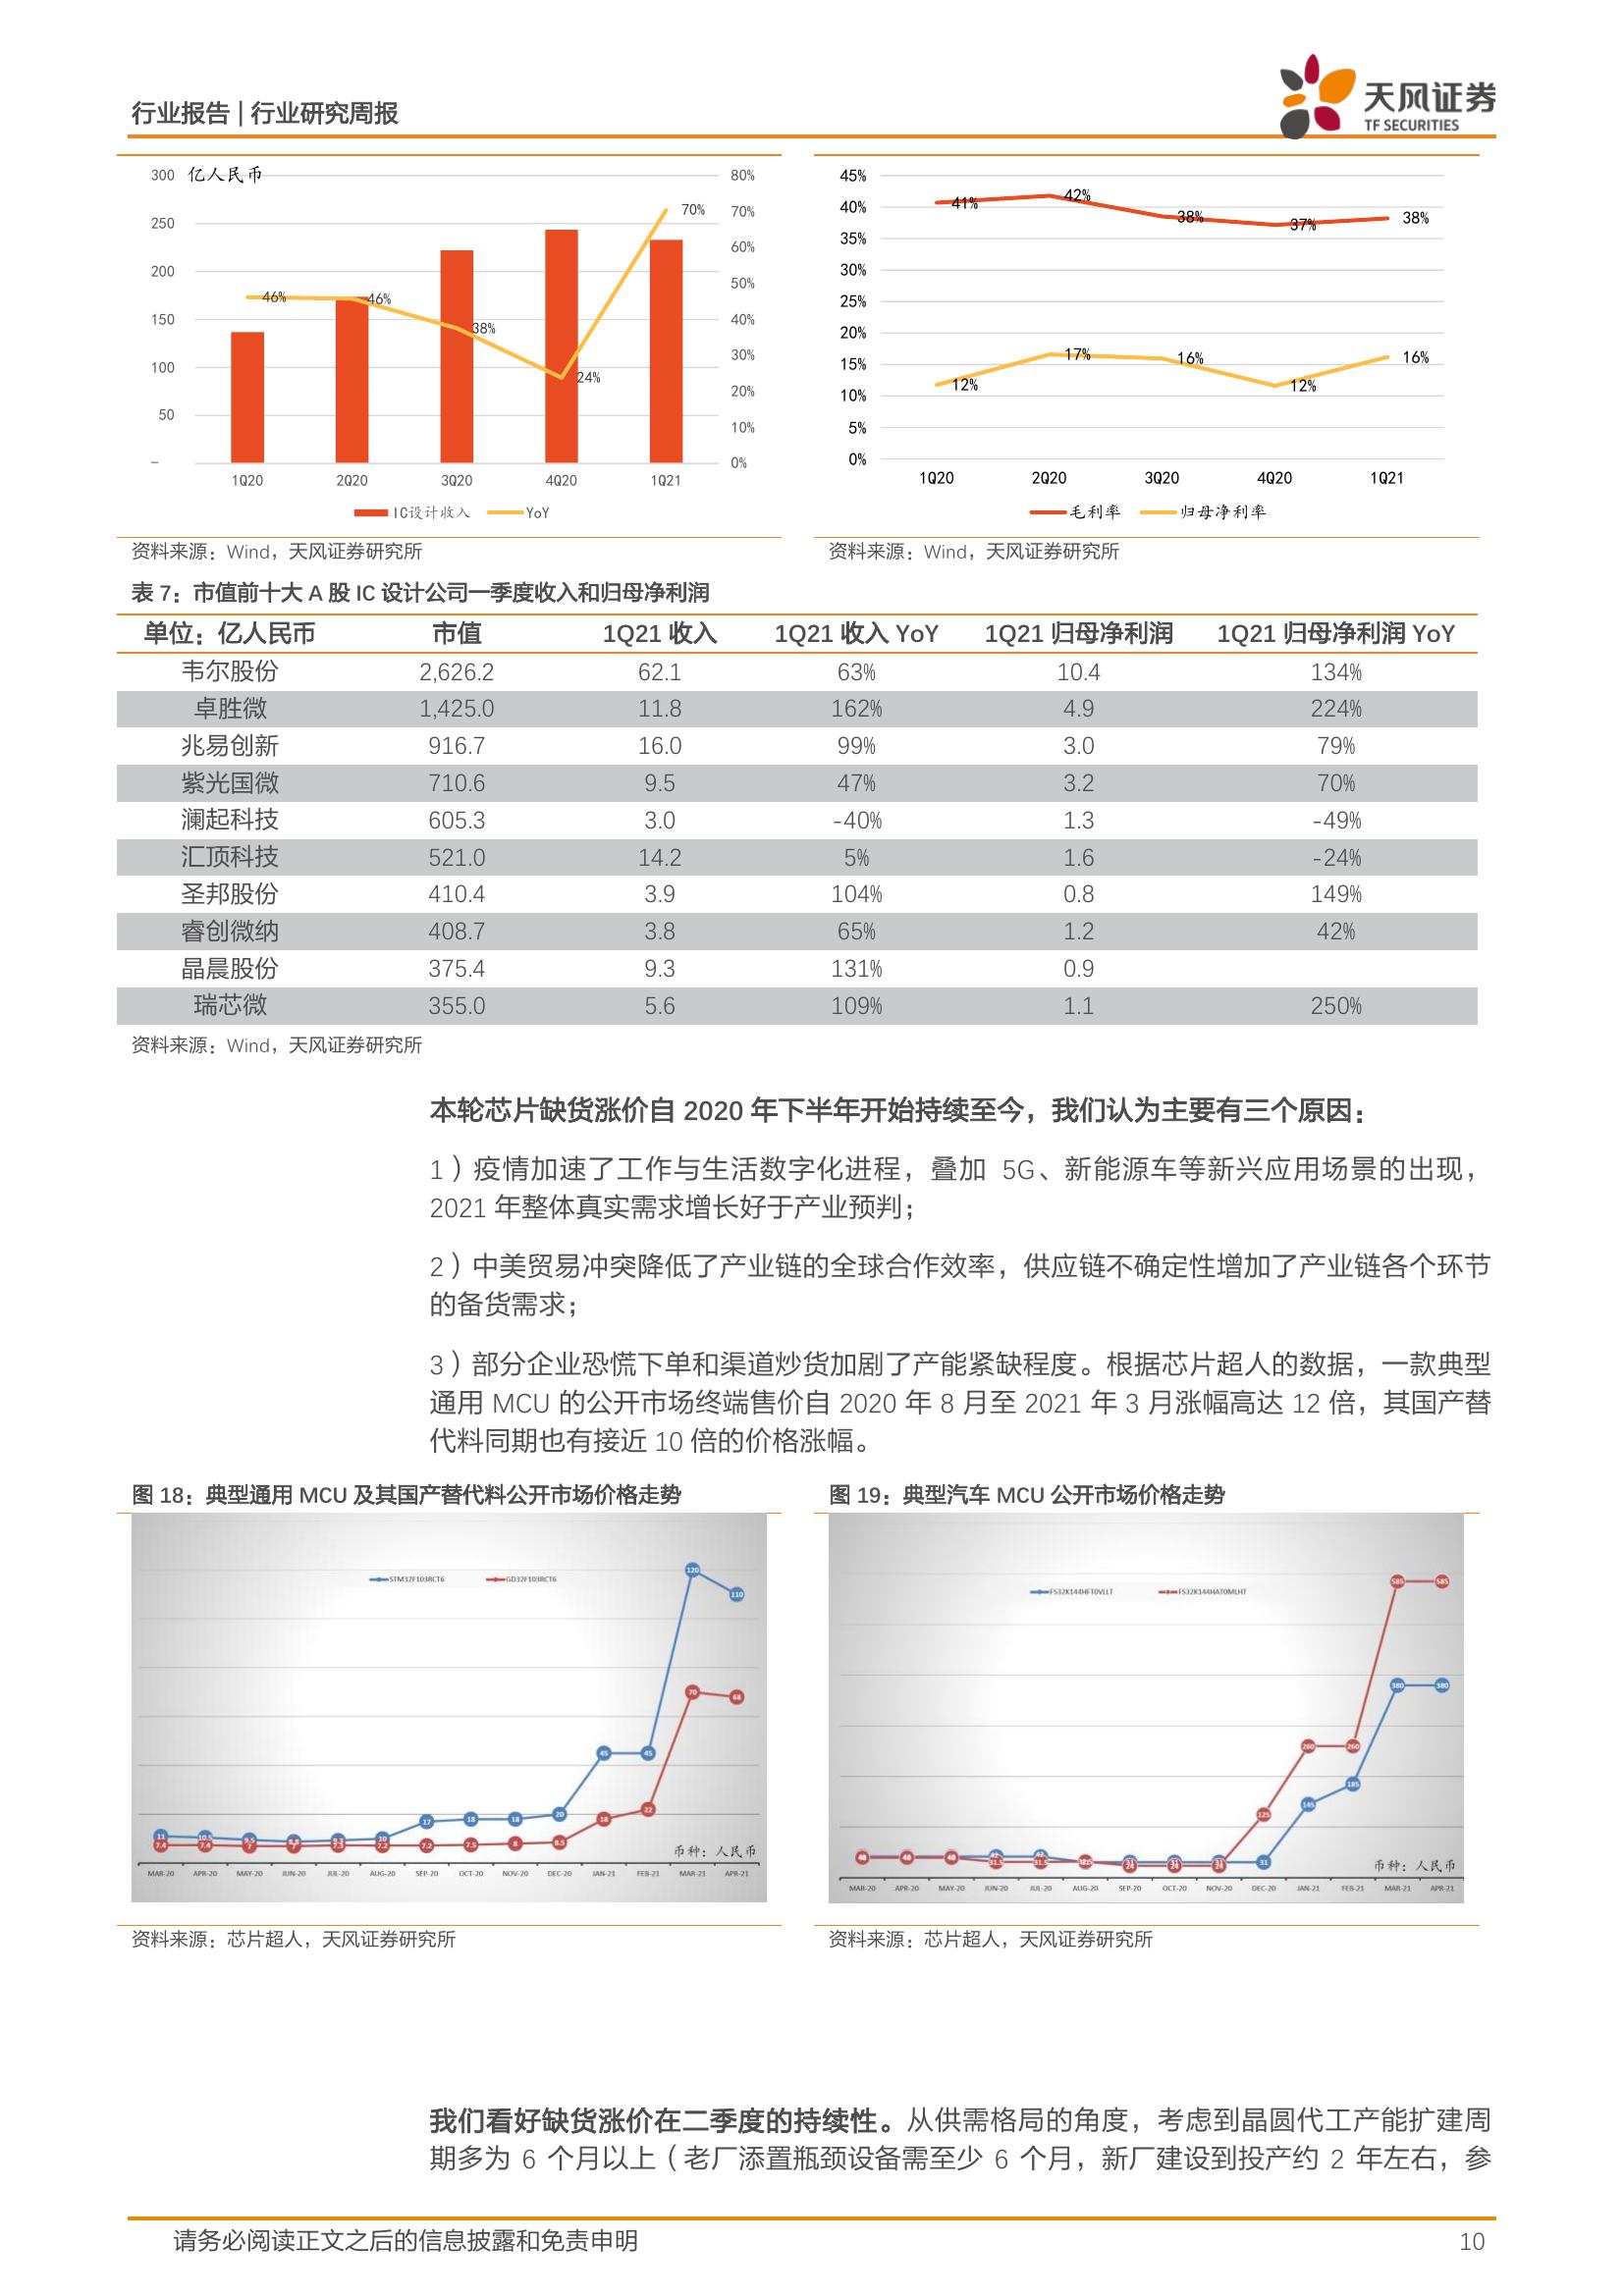 行业报告 | 行业研究周报
天风证券
TF SECURITIES
亿人民币
300
250
200
150
100
50
–
80%
70%
60%
50%
40%
30%
20%
10%
0%
46%
46%
38%
24%
70%
1Q20 2Q20 3Q20 4Q20 1Q21
IC设计收入 YoY
45%
40%
35%
30%
25%
20%
15%
10%
5%
0%
41% 42% 38% 37% 38%
12% 17% 16% 12% 16%
1Q20 2Q20 3Q20 4Q20 1Q21
毛利率 归母净利率
资料来源：Wind，天风证券研究所
资料来源：Wind，天风证券研究所
表 7：市值前十大 A 股 IC 设计公司一季度收入和归母净利润
单位：亿人民币 市值 1Q21 收入 1Q21 收入 YoY 1Q21 归母净利润 1Q21 归母净利润 YoY
韦尔股份 2,626.2 62.1 63% 10.4 134%
卓胜微 1,425.0 11.8 162% 4.9 224%
兆易创新 916.7 16.0 99% 3.0 79%
紫光国微 710.6 9.5 47% 3.2 70%
澜起科技 605.3 3.0 -40% 1.3 -49%
汇顶科技 521.0 14.2 5% 1.6 -24%
圣邦股份 410.4 3.9 104% 0.8 149%
睿创微纳 408.7 3.8 65% 1.2 42%
晶晨股份 375.4 9.3 131% 0.9
瑞芯微 355.0 5.6 109% 1.1 250%
资料来源：Wind，天风证券研究所
本轮芯片缺货涨价自 2020 年下半年开始持续至今，我们认为主要有三个原因：
1）疫情加速了工作与生活数字化进程，叠加 5G、新能源车等新兴应用场景的出现，
2021 年整体真实需求增长好于产业预判；
2）中美贸易冲突降低了产业链的全球合作效率，供应链不确定性增加了产业链各个环节
的备货需求；
3）部分企业恐慌下单和渠道炒货加剧了产能紧缺程度。根据芯片超人的数据，一款典型
通用 MCU 的公开市场终端售价自 2020 年 8 月至 2021 年 3 月涨幅高达 12 倍，其国产替
代料同期也有接近 10 倍的价格涨幅。
图 18：典型通用 MCU 及其国产替代料公开市场价格走势
STM32F103RCT6 GD32F103RCT6
11 10 17 18 18 20 45 45 120 110
7.4 7.4 7 7 7.2 7.2 7.5 8 8.5 18 22 70 68
币种：人民币
MAR-20 APR-20 MAY-20 JUN-20 JUL-20 AUG-20 SEP-20 OCT-20 NOV-20 DEC-20 JAN-21 FEB-21 MAR-21 APR-21
图 19：典型汽车 MCU 公开市场价格走势
FS32K144HFT0VLLT FS32K144HAT0MLHT
31 145 185 380 380
125 260 260 585 585
币种：人民币
MAR-20 APR-20 MAY-20 JUN-20 JUL-20 AUG-20 SEP-20 OCT-20 NOV-20 DEC-20 JAN-21 FEB-21 MAR-21 APR-21
资料来源：芯片超人，天风证券研究所
资料来源：芯片超人，天风证券研究所
我们看好缺货涨价在二季度的持续性。从供需格局的角度，考虑到晶圆代工产能扩建周
期多为 6 个月以上（老厂添置瓶颈设备需至少 6 个月，新厂建设到投产约 2 年左右，参
请务必阅读正文之后的信息披露和免责申明
10